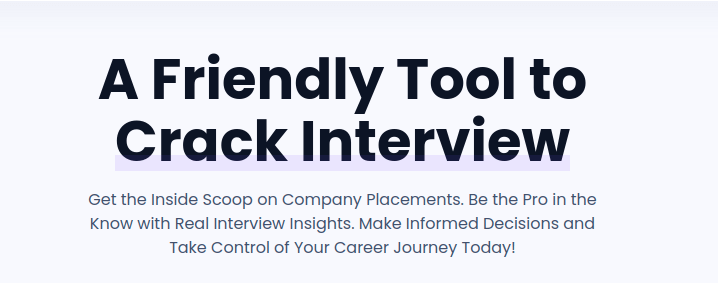 A Friendly Tool to
Crack Interview
Get the Inside Scoop on Company Placements. Be the Pro in the
Know with Real Interview Insights. Make Informed Decisions and
Take Control of Your Career Journey Today!